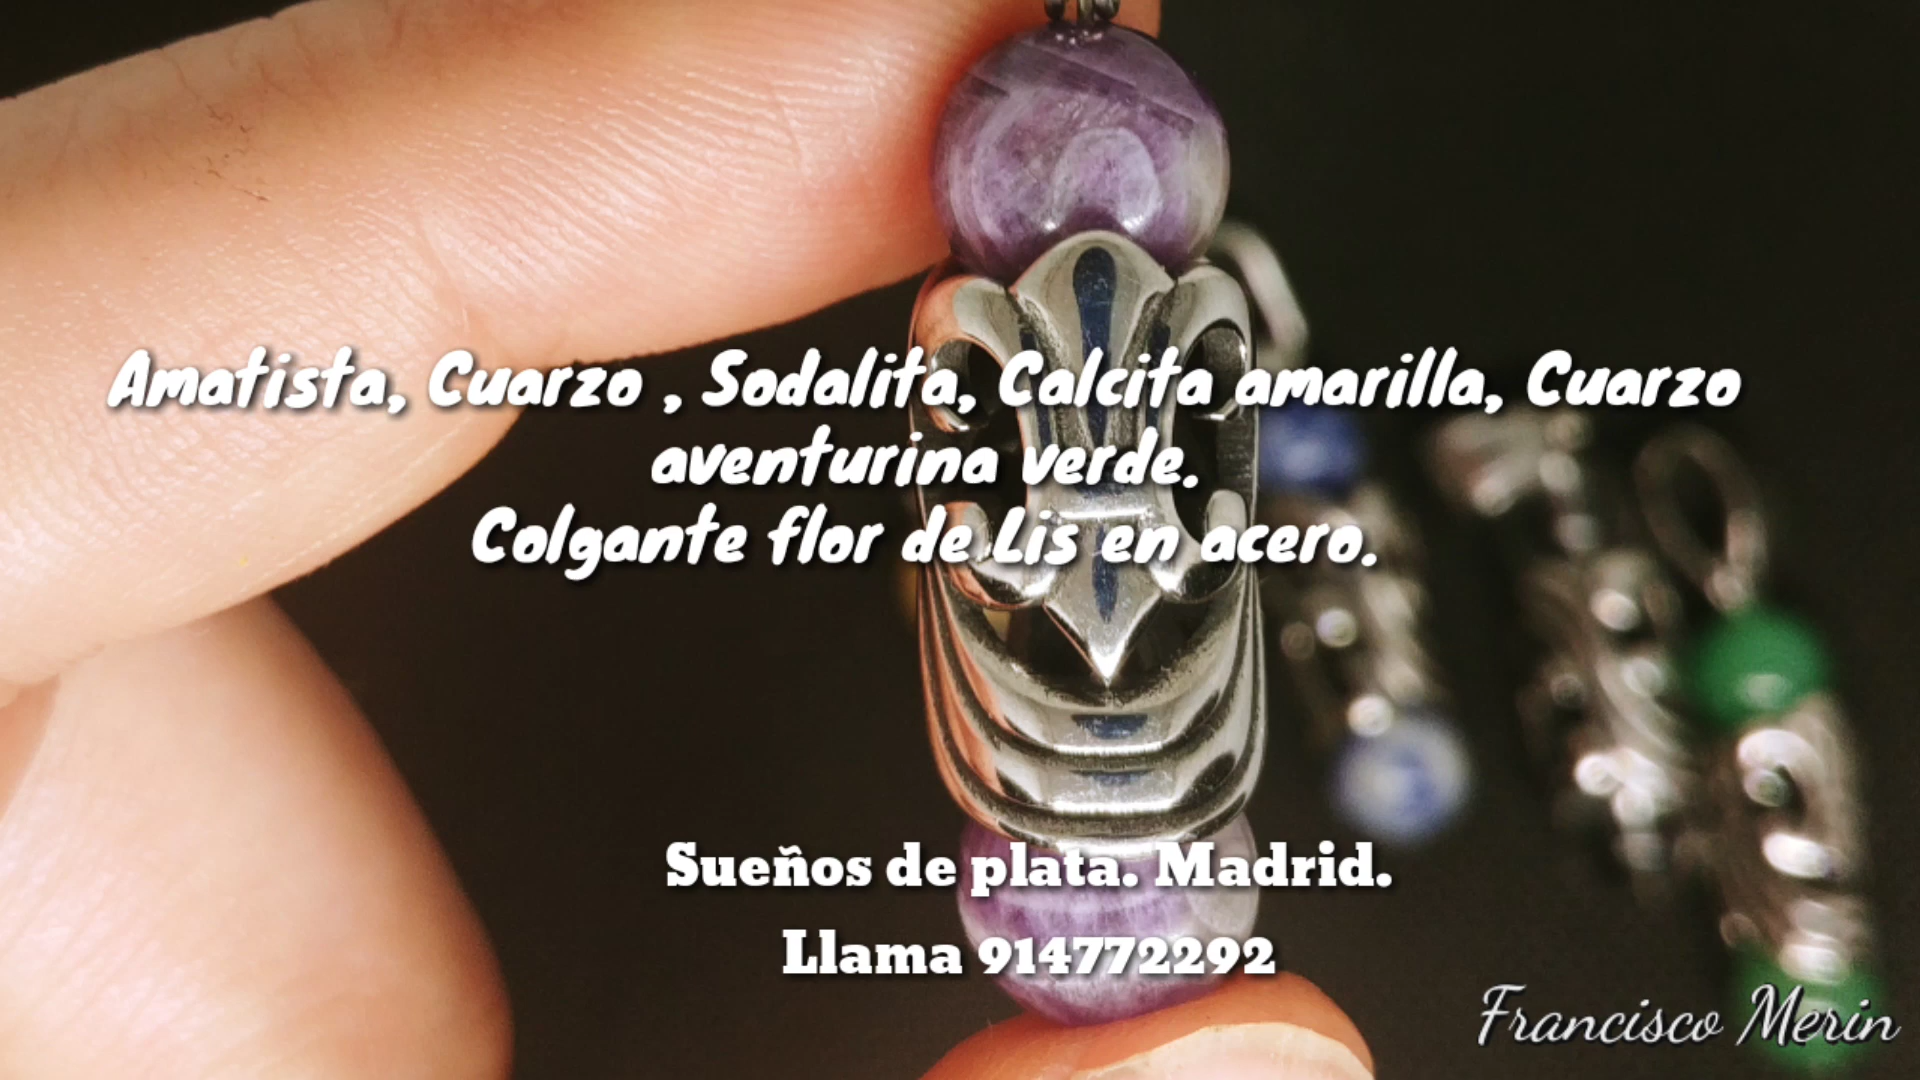 Amatista, Cuarzo , Sodalita, Calcita amarilla, Cuarzo
aventurina verde.
Colgante flor de Lis en acero.
Sueños de plata. Madrid.
Llama 914772292
Francisco Merin